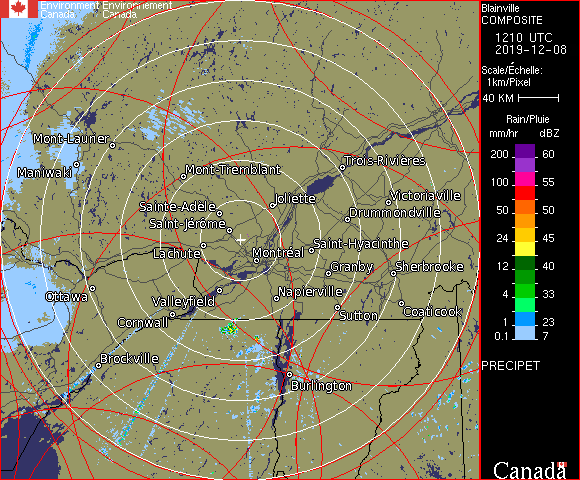 Environment Environnement
Canada Canada
Blainville
COMPOSITE
1210 UTC
2019-12-08
Scale/Échelle:
1km/Pixel
40 KM
Rain/Pluie
mm/hr dBZ
200 60
100 55
50 50
24 45
12 40
4 33
1 23
0.1 7
PRECIPET
Mont-Laurier
Maniwaki
Mont-Tremblant
Trois-Rivières
Joliette
Victoriaville
Sainte-Adèle
Drummondville
Saint-Jérôme
Saint-Hyacinthe
Lachute
Montréal
Granby
Sherbrooke
Ottawa
Valleyfield
Napierville
Cornwall
Sutton
Coaticook
Brockville
Burlington
Canada